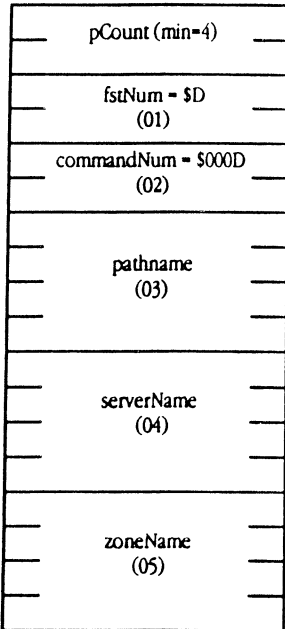 pCount (min=4)
fstNum = $D
(01)
commandNum = $000D
(02)
pathname
(03)
serverName
(04)
zoneName
(05)